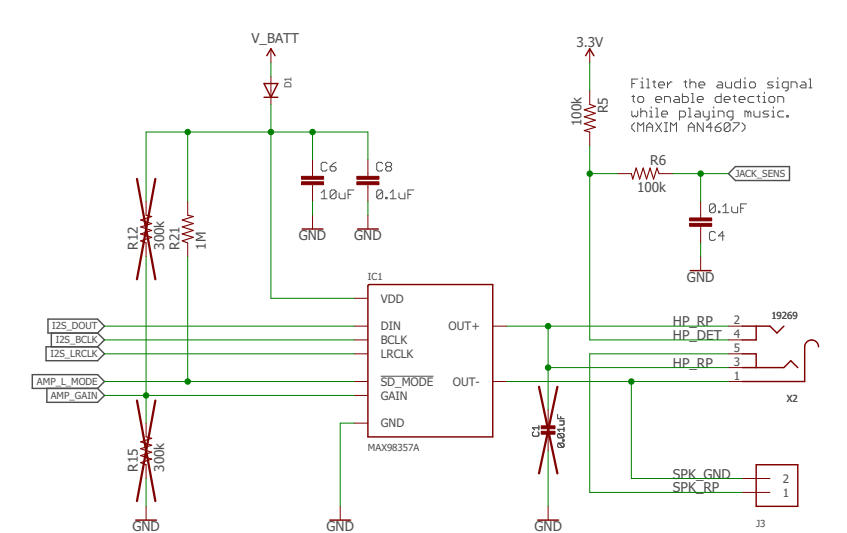 V_BATT
3.3V
D1
Filter the audio signal
to enable detection
while playing music.
(MAXIM AN4607)
100k
R5
R6
100k
JACK_SENS
C6
10uF
C8
0.1uF
0.1uF
C4
R12
300k
R21
1M
GND
GND
GND
IC1
VDD
I2S_DOUT
DIN
OUT+
HP_RP
2
19269
I2S_BCLK
BCLK
HP_DET
4
I2S_LRCLK
LRCLK
5
HP_RP
3
AMP_L_MODE
SD_MODE
OUT-
1
AMP_GAIN
GAIN
X2
GND
MAX98357A
C1
0.01uF
R15
300k
SPK_GND
2
SPK_RP
1
J3
GND
GND
GND